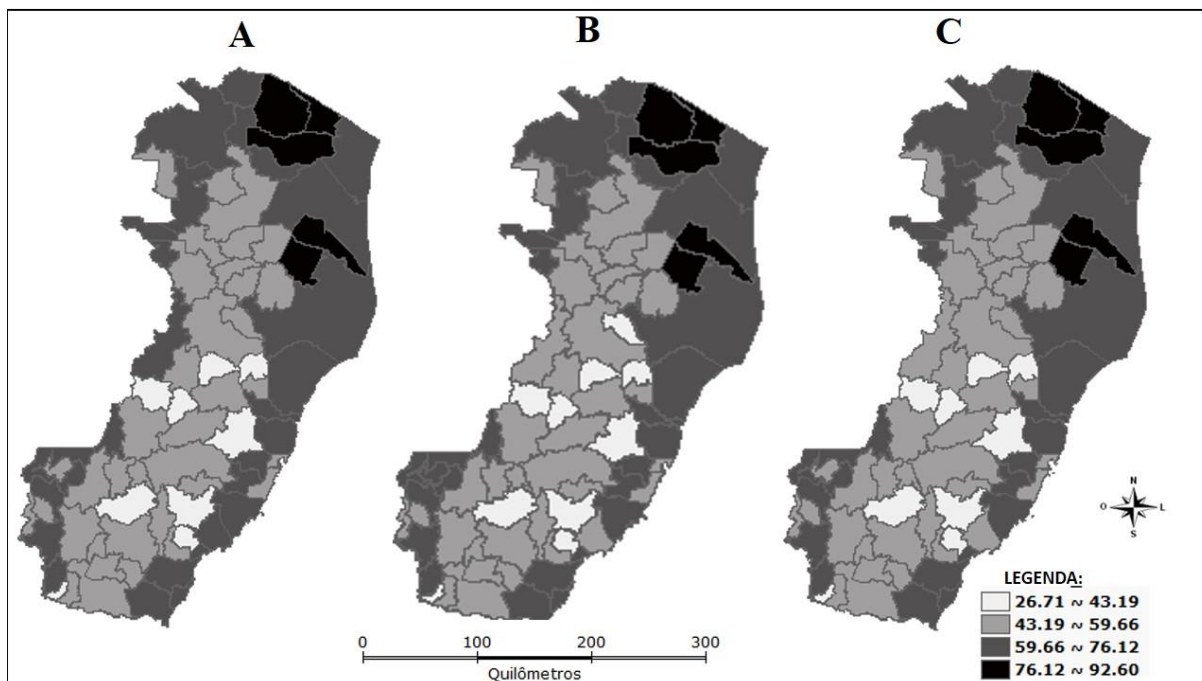 A
B
C
N
O L
S
LEGENDA:
26.71 ~ 43.19
43.19 ~ 59.66
59.66 ~ 76.12
76.12 ~ 92.60
0 100 200 300
Quilômetros